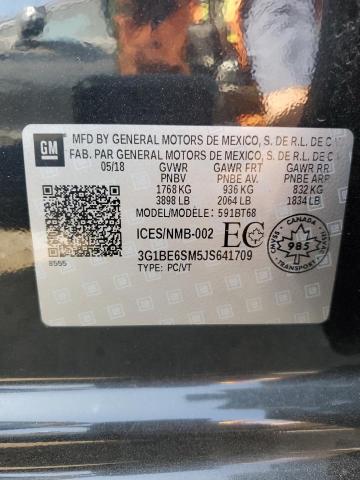 GM
MFD BY GENERAL MOTORS DE MEXICO, S. DE R.L. DE C
FAB. PAR GENERAL MOTORS DE MEXICO, S. DE R.L. DE C
05/18 GVWR GAWR FRT GAWR RR
PNBV PNBE AV. PNBE ARR
1768 KG 936 KG 832 KG
3898 LB 2064 LB 1834 LB
MODEL/MODÈLE: 591BT68
ICES/NMB-002 EC
CANADA
985
TRANSPORT
3G1BE6SM5JS641709
TYPE: PC/VT